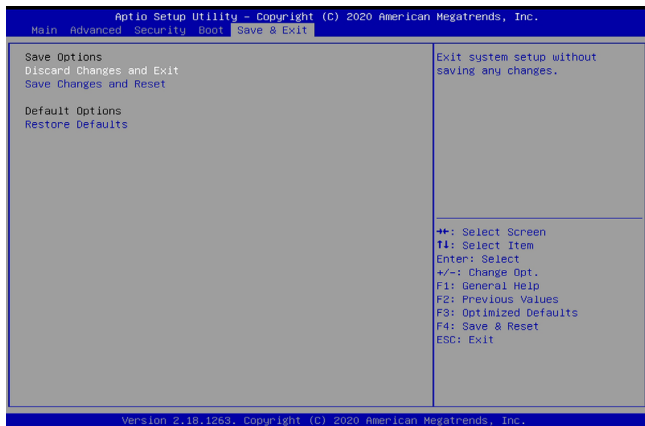 Aptio Setup Utility – Copyright (C) 2020 American Megatrends, Inc.
Main Advanced Security Boot Save & Exit
Save Options
Discard Changes and Exit
Save Changes and Reset
Default Options
Restore Defaults
Exit system setup without
saving any changes.
→←: Select Screen
↑↓: Select Item
Enter: Select
+/-: Change Opt.
F1: General Help
F2: Previous Values
F3: Optimized Defaults
F4: Save & Reset
ESC: Exit
Version 2.18.1263. Copyright (C) 2020 American Megatrends, Inc.